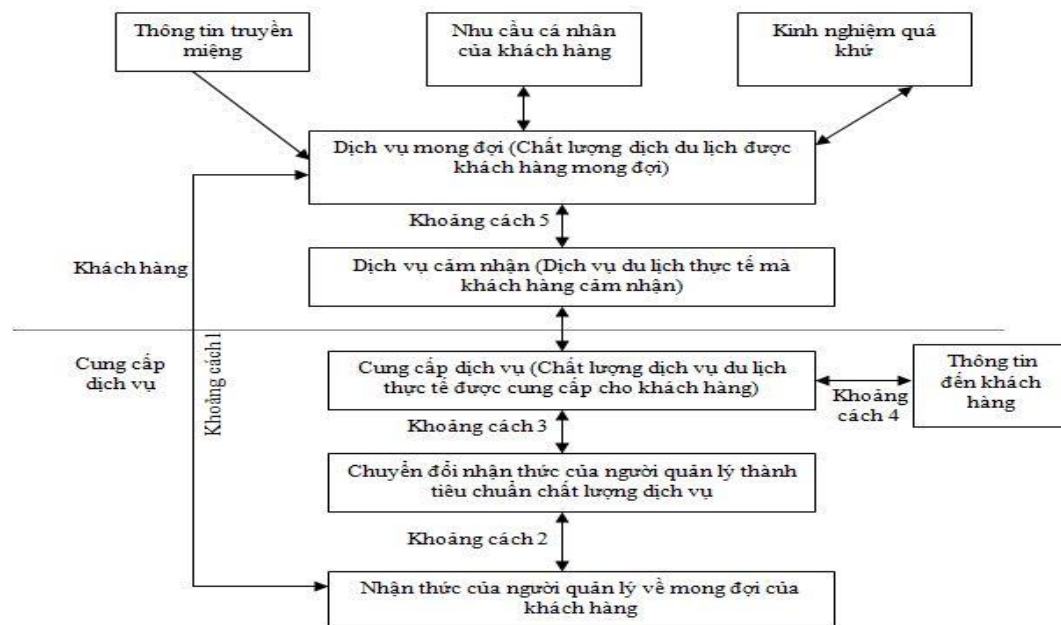 Thông tin truyền
miệng
Nhu cầu cá nhân
của khách hàng
Kinh nghiệm quá
khứ
Dịch vụ mong đợi (Chất lượng dịch du lịch được
khách hàng mong đợi)
Khoảng cách 5
Khách hàng
Dịch vụ cảm nhận (Dịch vụ du lịch thực tế mà
khách hàng cảm nhận)
Cung cấp
dịch vụ
Khoảng cách 1
Cung cấp dịch vụ (Chất lượng dịch vụ du lịch
thực tế được cung cấp cho khách hàng)
Khoảng
cách 4
Thông tin
đến khách
hàng
Khoảng cách 3
Chuyển đổi nhận thức của người quản lý thành
tiêu chuẩn chất lượng dịch vụ
Khoảng cách 2
Nhận thức của người quản lý về mong đợi của
khách hàng